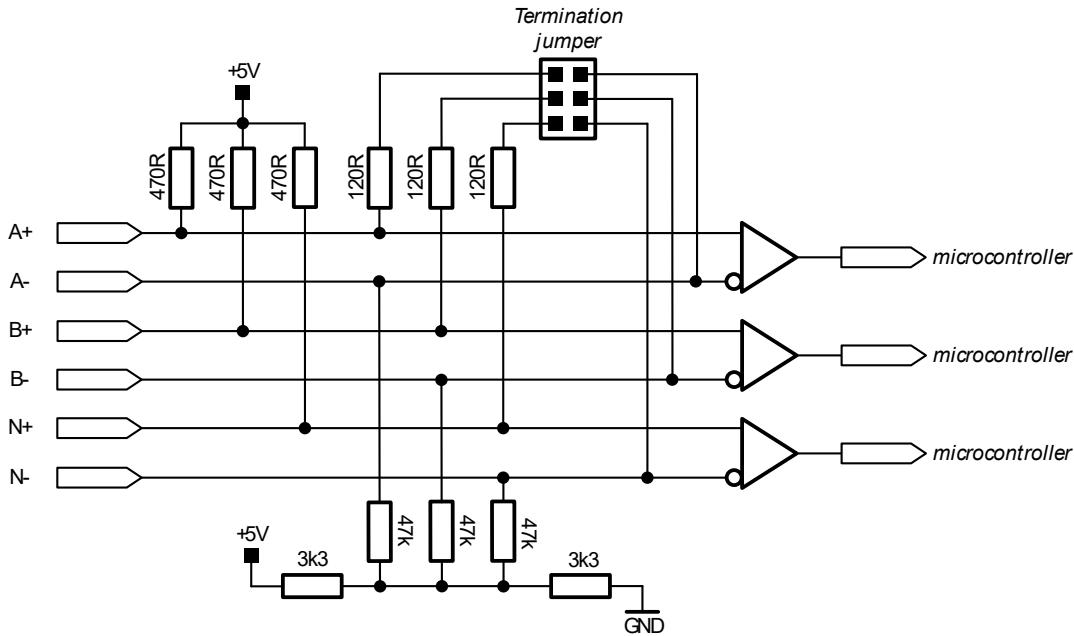 Termination
jumper
+5V
470R
470R
470R
120R
120R
120R
A+
microcontroller
A-
B+
microcontroller
B-
N+
microcontroller
N-
47k
47k
47k
+5V
3k3
3k3
GND